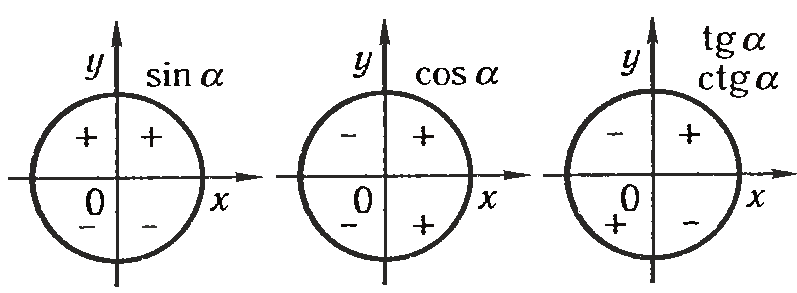 y sin α
+ +
0 x
− −
y cos α
− +
0 x
− +
y tg α
ctg α
− +
0 x
+ −